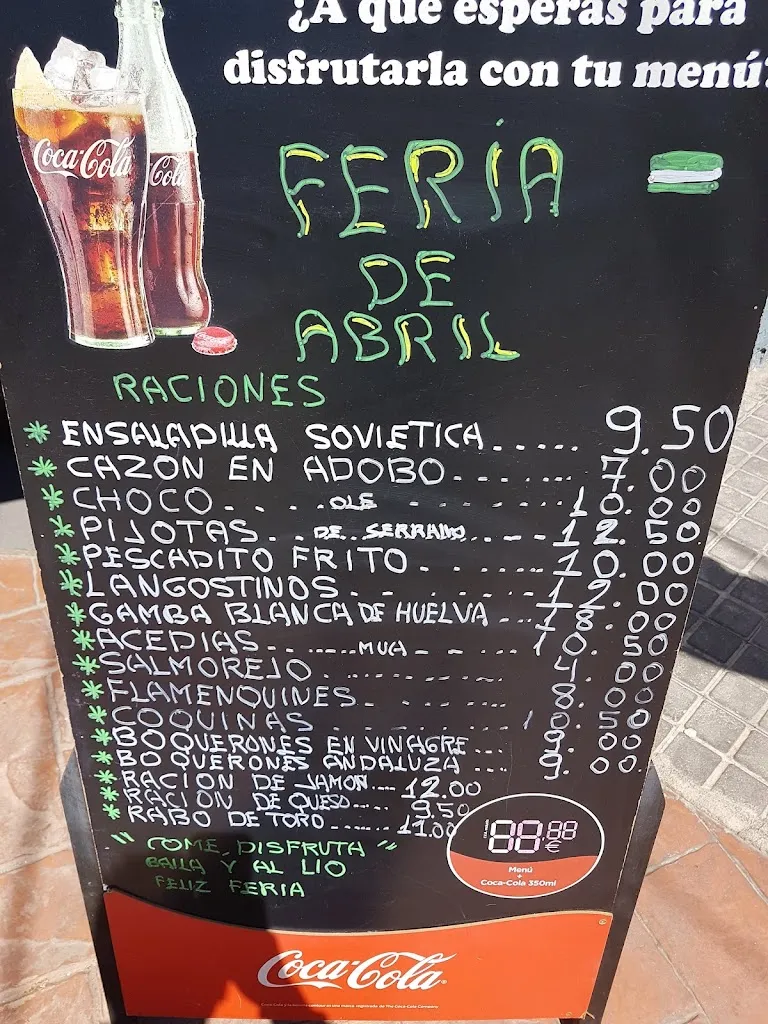 ¿A qué esperas para
disfrutarla con tu menú?
Coca-Cola
Coca-Cola
FERIA
DE
ABRIL
RACIONES
* ENSALADILLA SOVIETICA..... 9.50
* CAZON EN ADOBO....... 7.00
* CHOCO.... OLE ...... 10.00
* PIJOTAS.. DE SERRANO..... 12.50
* PESCADITO FRITO....... 10.00
* LANGOSTINOS......... 12.00
* GAMBA BLANCA DE HUELVA... 18.00
* ACEDIAS....... MUA..... 10.50
* SALMOREJO.......... 4.00
* FLAMENQUINES........ 8.00
* COQUINAS......... 10.50
* BOQUERONES EN VINAGRE... 9.00
* BOQUERONES ANDALUZA.... 9.00
* RACION DE JAMON.... 12.00
* RACION DE QUESO..... 9.50
* RABO DE TORO....... 11.00
"COME, DISFRUTA"
BAILA Y AL LIO
FELIZ FERIA
88'88 €
Menú
+
Coca-Cola 350ml
Coca-Cola